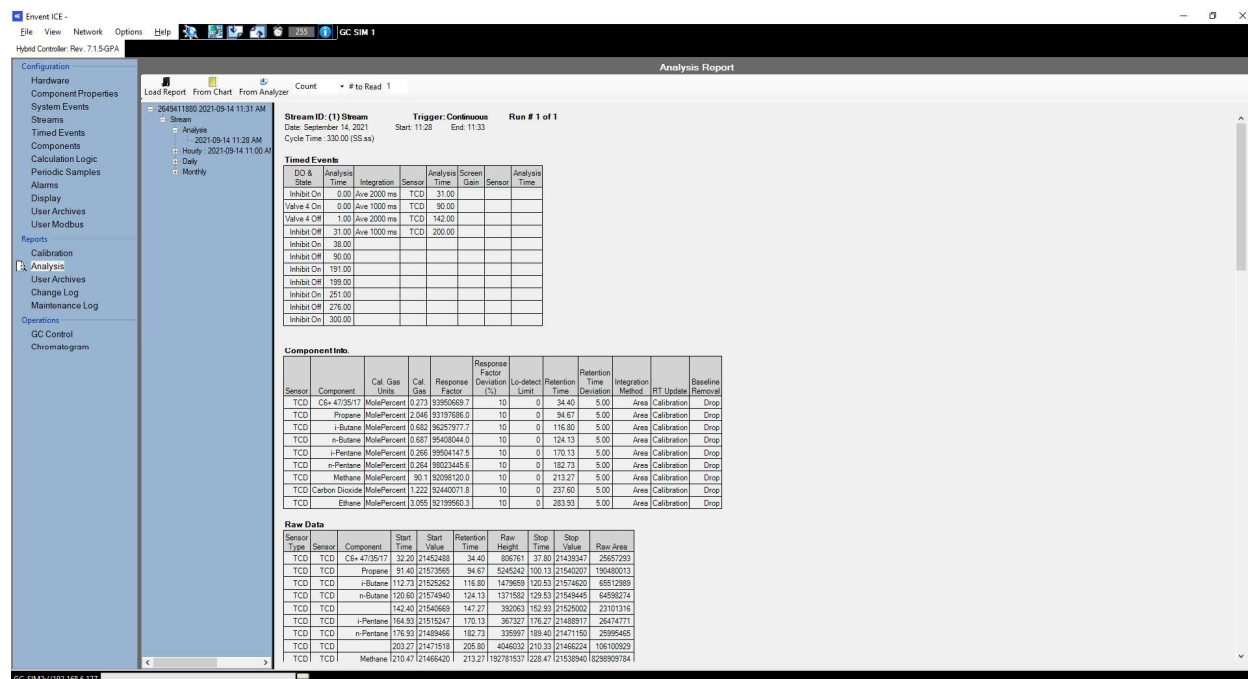 Envent ICE -
File View Network Options Help 255 GC SIM 1
Hybrid Controller: Rev. 7.1.5-GPA
Configuration
Hardware
Component Properties
System Events
Streams
Timed Events
Components
Calculation Logic
Periodic Samples
Alarms
Display
User Archives
User Modbus
Reports
Calibration
Analysis
User Archives
Change Log
Maintenance Log
Operations
GC Control
Chromatogram
Analysis Report
Load Report From Chart From Analyzer Count # to Read 1
2649411880 2021-09-14 11:31 AM
Stream
Analysis
2021-09-14 11:28 AM
Hourly : 2021-09-14 11:00 AM
Daily
Monthly
Stream ID: (1) Stream Trigger: Continuous Run # 1 of 1
Date: September 14, 2021 Start: 11:28 End: 11:33
Cycle Time : 330.00 (SS.ss)
Timed Events
DO & State Analysis Time Integration Sensor Analysis Time Screen Gain Sensor Analysis Time
Inhibit On 0.00 Ave 2000 ms TCD 31.00
Valve 4 On 0.00 Ave 1000 ms TCD 90.00
Valve 4 Off 1.00 Ave 2000 ms TCD 142.00
Inhibit Off 31.00 Ave 1000 ms TCD 200.00
Inhibit On 38.00
Inhibit Off 90.00
Inhibit On 191.00
Inhibit Off 199.00
Inhibit On 251.00
Inhibit Off 276.00
Inhibit On 300.00
Component Info.
Sensor Component Cal. Gas Units Cal. Gas Response Factor Response Factor Deviation (%) Lo-detect Limit Retention Time Retention Time Deviation Integration Method RT Update Baseline Removal
TCD C6+ 47/35/17 MolePercent 0.273 93950669.7 10 0 34.40 5.00 Area Calibration Drop
TCD Propane MolePercent 2.046 93197686.0 10 0 94.67 5.00 Area Calibration Drop
TCD i-Butane MolePercent 0.682 96257977.7 10 0 116.80 5.00 Area Calibration Drop
TCD n-Butane MolePercent 0.687 95408044.0 10 0 124.13 5.00 Area Calibration Drop
TCD i-Pentane MolePercent 0.266 99504147.5 10 0 170.13 5.00 Area Calibration Drop
TCD n-Pentane MolePercent 0.264 98023445.6 10 0 182.73 5.00 Area Calibration Drop
TCD Methane MolePercent 90.1 92098120.0 10 0 213.27 5.00 Area Calibration Drop
TCD Carbon Dioxide MolePercent 1.222 92440071.8 10 0 237.60 5.00 Area Calibration Drop
TCD Ethane MolePercent 3.055 92199560.3 10 0 283.93 5.00 Area Calibration Drop
Raw Data
Sensor Type Sensor Component Start Time Start Value Retention Time Raw Height Stop Time Stop Value Raw Area
TCD TCD C6+ 47/35/17 32.20 21452488 34.40 806761 37.80 21439347 25657293
TCD TCD Propane 91.40 21573565 94.67 5245242 100.13 21540207 190480013
TCD TCD i-Butane 112.73 21525262 116.80 1479659 120.53 21574620 65512989
TCD TCD n-Butane 120.60 21574940 124.13 1371582 129.53 21549445 64598274
TCD TCD 142.40 21540669 147.27 392063 152.93 21525002 23101316
TCD TCD i-Pentane 164.93 21515247 170.13 367327 176.27 21488917 26474771
TCD TCD n-Pentane 176.93 21489466 182.73 335997 189.40 21471150 25995465
TCD TCD 203.27 21471518 205.80 4046032 210.33 21466224 106100929
TCD TCD Methane 210.47 21466420 213.27 192781537 228.47 21538940 8298909784